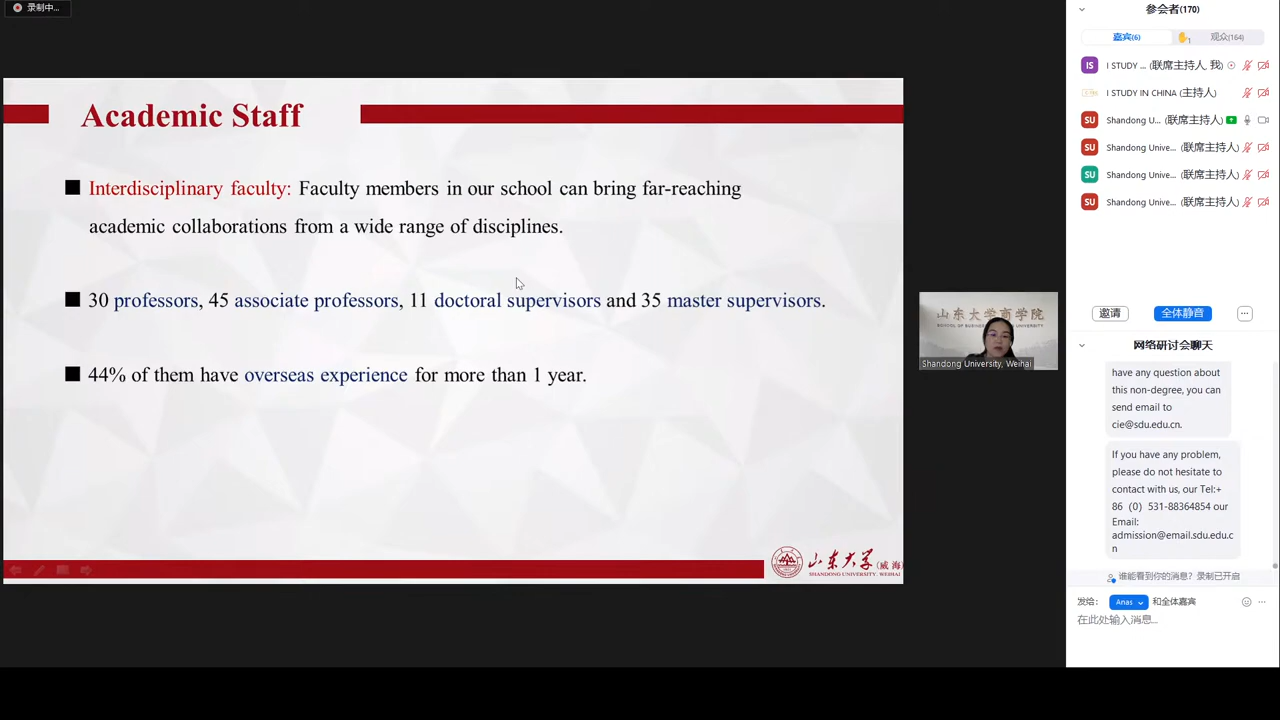 录制中...
Academic Staff
Interdisciplinary faculty: Faculty members in our school can bring far-reaching
academic collaborations from a wide range of disciplines.
30 professors, 45 associate professors, 11 doctoral supervisors and 35 master supervisors.
44% of them have overseas experience for more than 1 year.
山东大学(威海
SHANDONG UNIVERSITY, WEIHAI
山东大学商学院
Shandong University, Weihai
参会者(170)
嘉宾(6)
1
观众(164)
IS I STUDY ... (联席主持人, 我)
I STUDY IN CHINA (主持人)
SU Shandong U... (联席主持人)
SU Shandong Unive... (联席主持人)
SU Shandong Unive... (联席主持人)
SU Shandong Unive... (联席主持人)
邀请 全体静音 ...
网络研讨会聊天
have any question about
this non-degree, you can
send email to
cie@sdu.edu.cn.
If you have any problem,
please do not hesitate to
contact with us, our Tel:+
86（0）531-88364854 our
Email:
admission@email.sdu.edu.c
n
谁能看到你的消息？录制已开启
发给: Anas 和全体嘉宾
在此处输入消息...